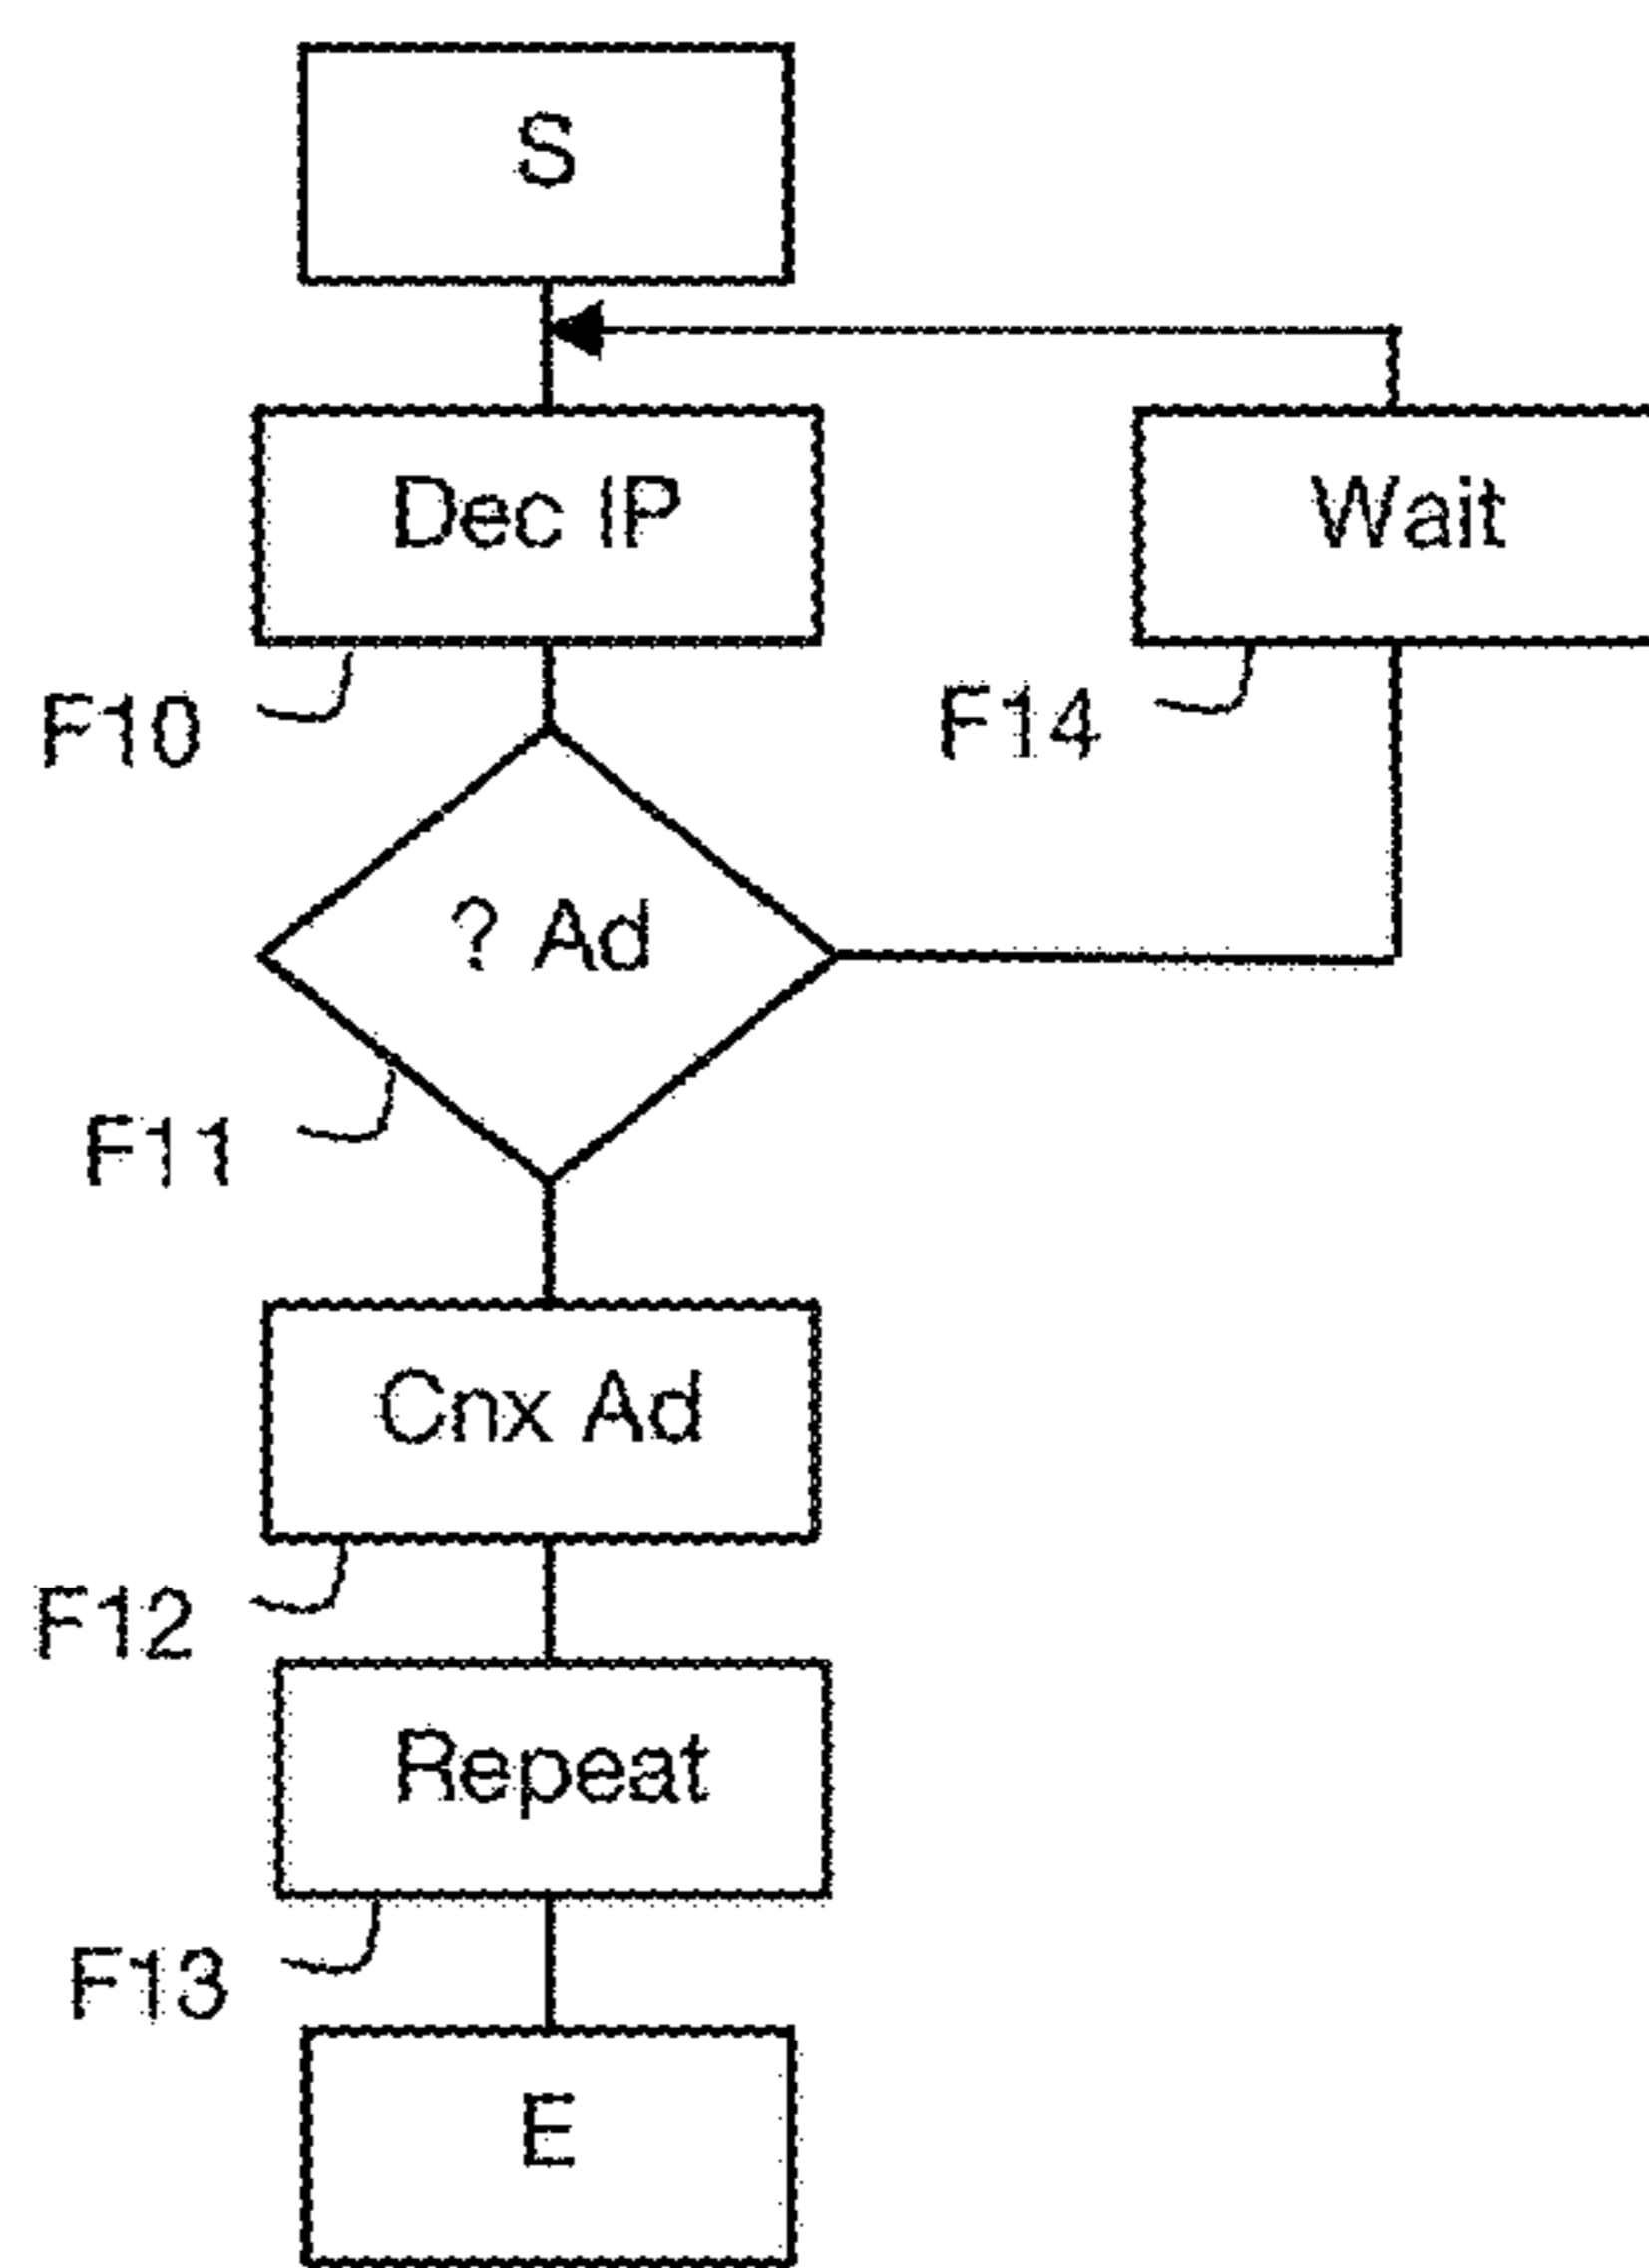 S
Dec IP
Wait
F10
F14
? Ad
F11
Cnx Ad
F12
Repeat
F13
E